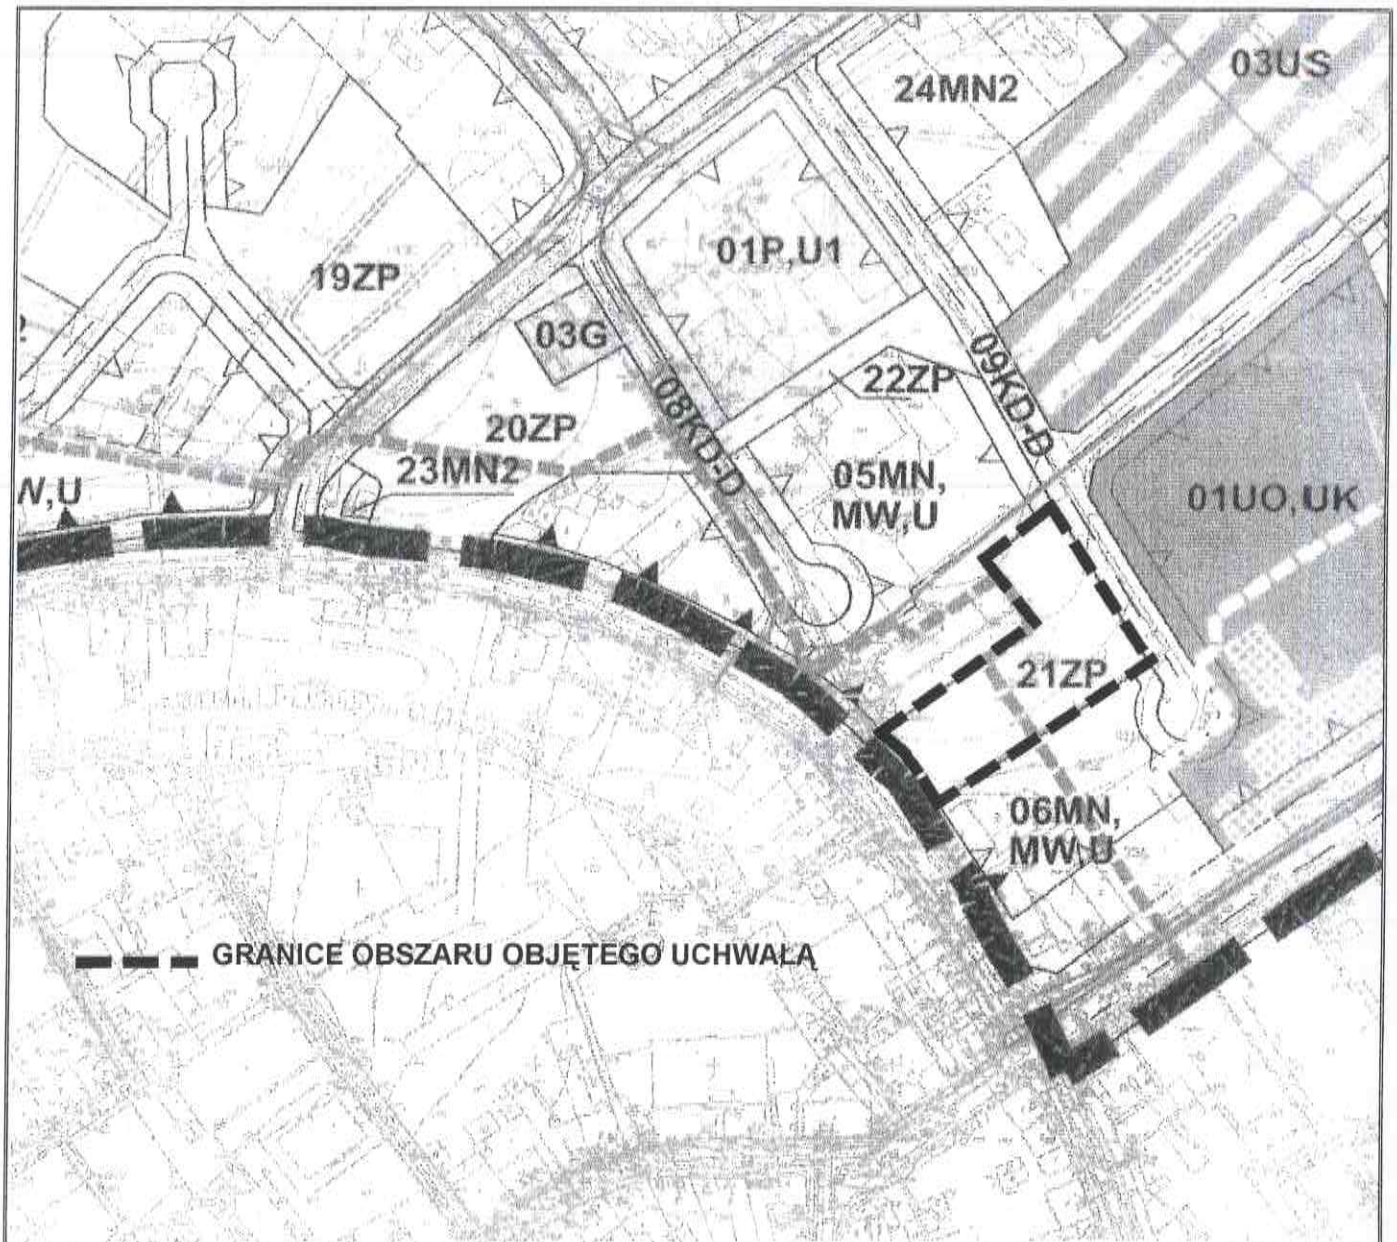 03US
24MN2
01P,U1
19ZP
03G
09KD-D
22ZP
08KD-D
20ZP
23MN2
05MN,
MW,U
01UO,UK
21ZP
06MN,
MW,U
GRANICE OBSZARU OBJĘTEGO UCHWAŁĄ